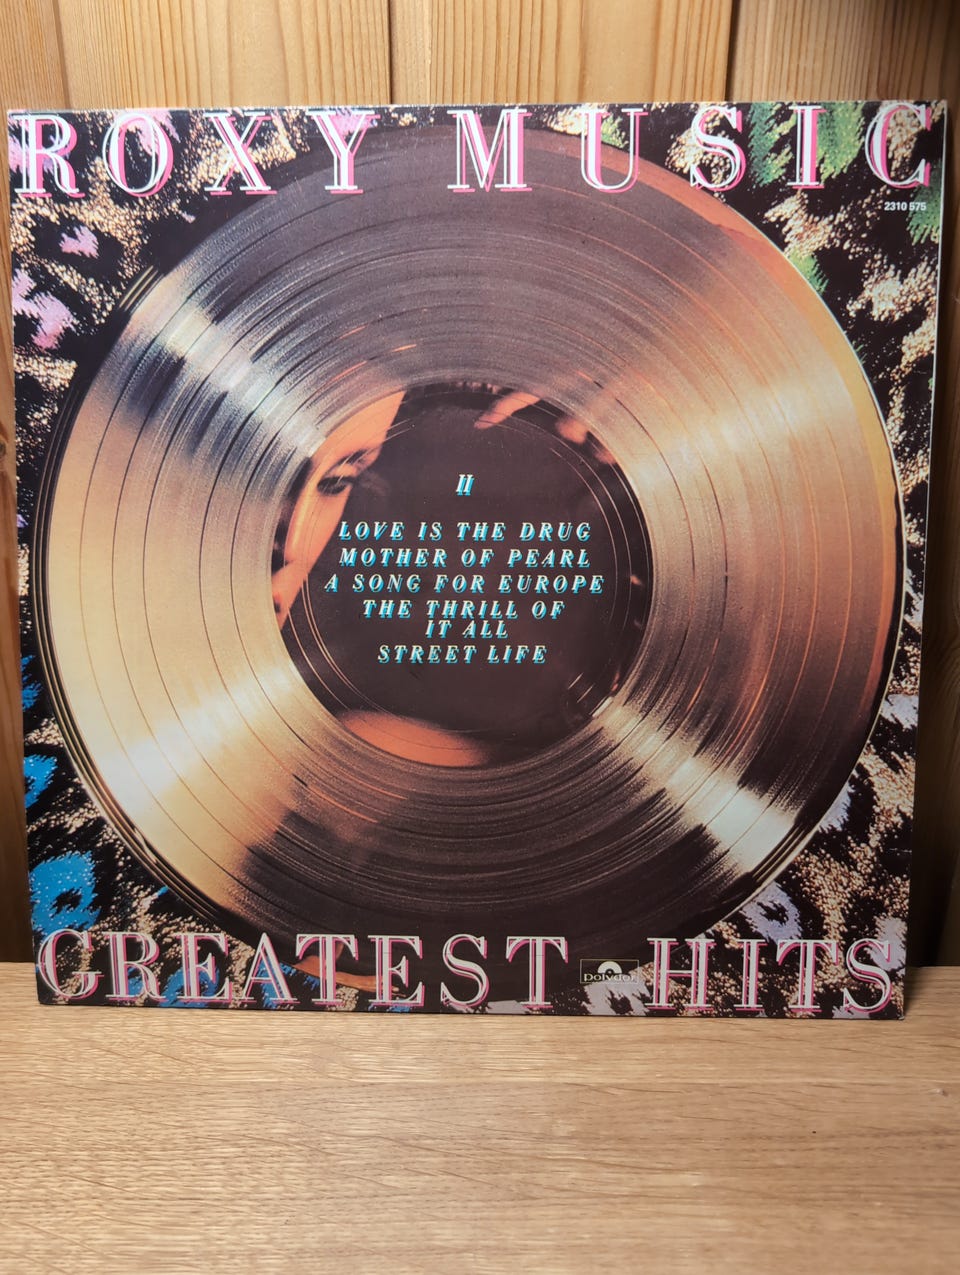 ROXY MUSIC
2310 575
II
LOVE IS THE DRUG
MOTHER OF PEARL
A SONG FOR EUROPE
THE THRILL OF
IT ALL
STREET LIFE
GREATEST HITS
Polydor